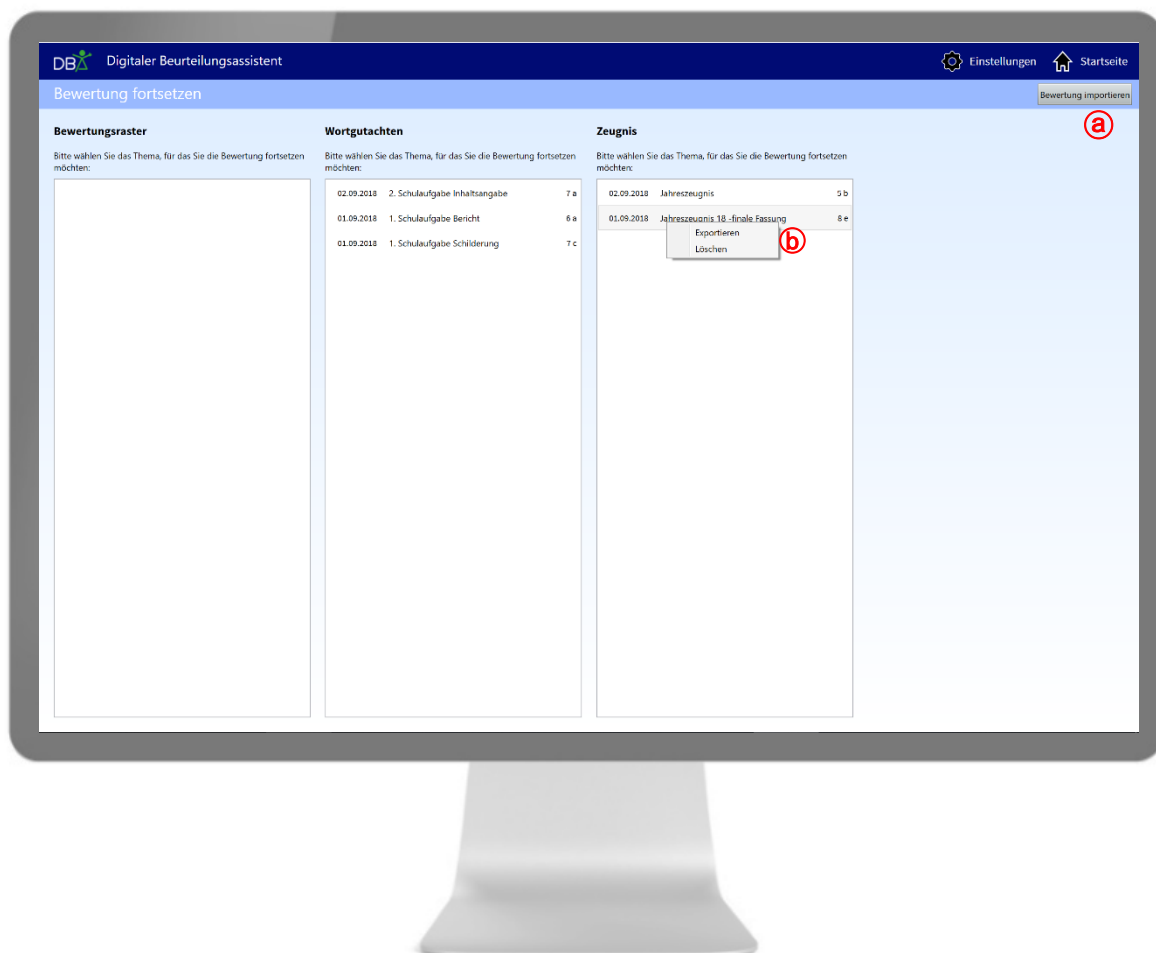 DBA Digitaler Beurteilungsassistent
Einstellungen
Startseite
Bewertung fortsetzen
Bewertung importieren
ⓐ
Bewertungsraster
Bitte wählen Sie das Thema, für das Sie die Bewertung fortsetzen
möchten:
Wortgutachten
Bitte wählen Sie das Thema, für das Sie die Bewertung fortsetzen
möchten:
02.09.2018 2. Schulaufgabe Inhaltsangabe 7 a
01.09.2018 1. Schulaufgabe Bericht 6 a
01.09.2018 1. Schulaufgabe Schilderung 7 c
Zeugnis
Bitte wählen Sie das Thema, für das Sie die Bewertung fortsetzen
möchten:
02.09.2018 Jahreszeugnis 5 b
01.09.2018 Jahreszeugnis 18 -finale Fassung 8 e
Exportieren
Löschen
ⓑ